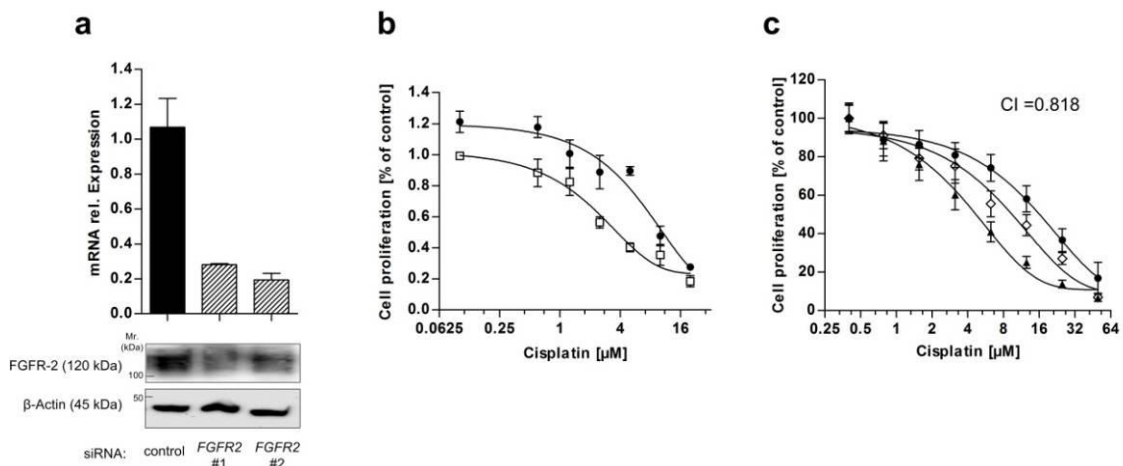 a
b
c
1.4
1.2
1.0
0.8
0.6
0.4
0.2
0.0
mRNA rel. Expression
Mr.
(kDa)
FGFR-2 (120 kDa)
100
50
β-Actin (45 kDa)
siRNA:
control
FGFR2
#1
FGFR2
#2
1.4
1.2
1.0
0.8
0.6
0.4
0.2
0.0
Cell proliferation [% of control]
0.0625 0.25 1 4 16
Cisplatin [µM]
120
100
80
60
40
20
0
Cell proliferation [% of control]
CI =0.818
0.25 0.5 1 2 4 8 16 32 64
Cisplatin [µM]